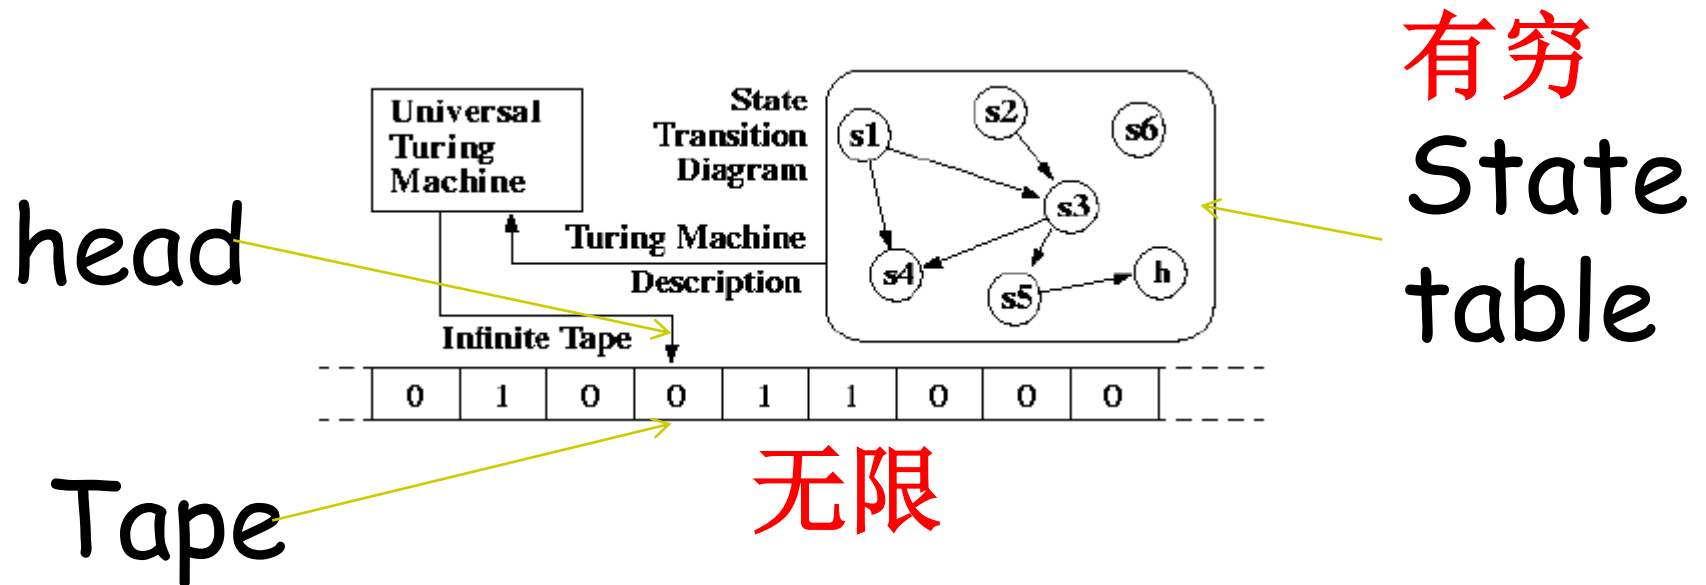 有穷
State
table
Universal
Turing
Machine
State
Transition
Diagram
s1
s2
s6
s3
s4
s5
h
head
Turing Machine
Description
Infinite Tape
0 1 0 0 1 1 0 0 0
无限
Tape